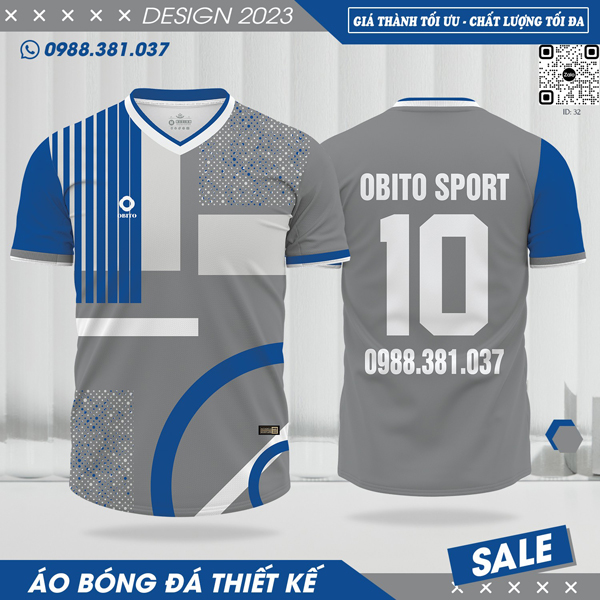 DESIGN 2023
GIÁ THÀNH TỐI ƯU - CHẤT LƯỢNG TỐI ĐA
0988.381.037
Zalo
ID: 32
OBITO
OBITO SPORT
10
0988.381.037
SALE
ÁO BÓNG ĐÁ THIẾT KẾ